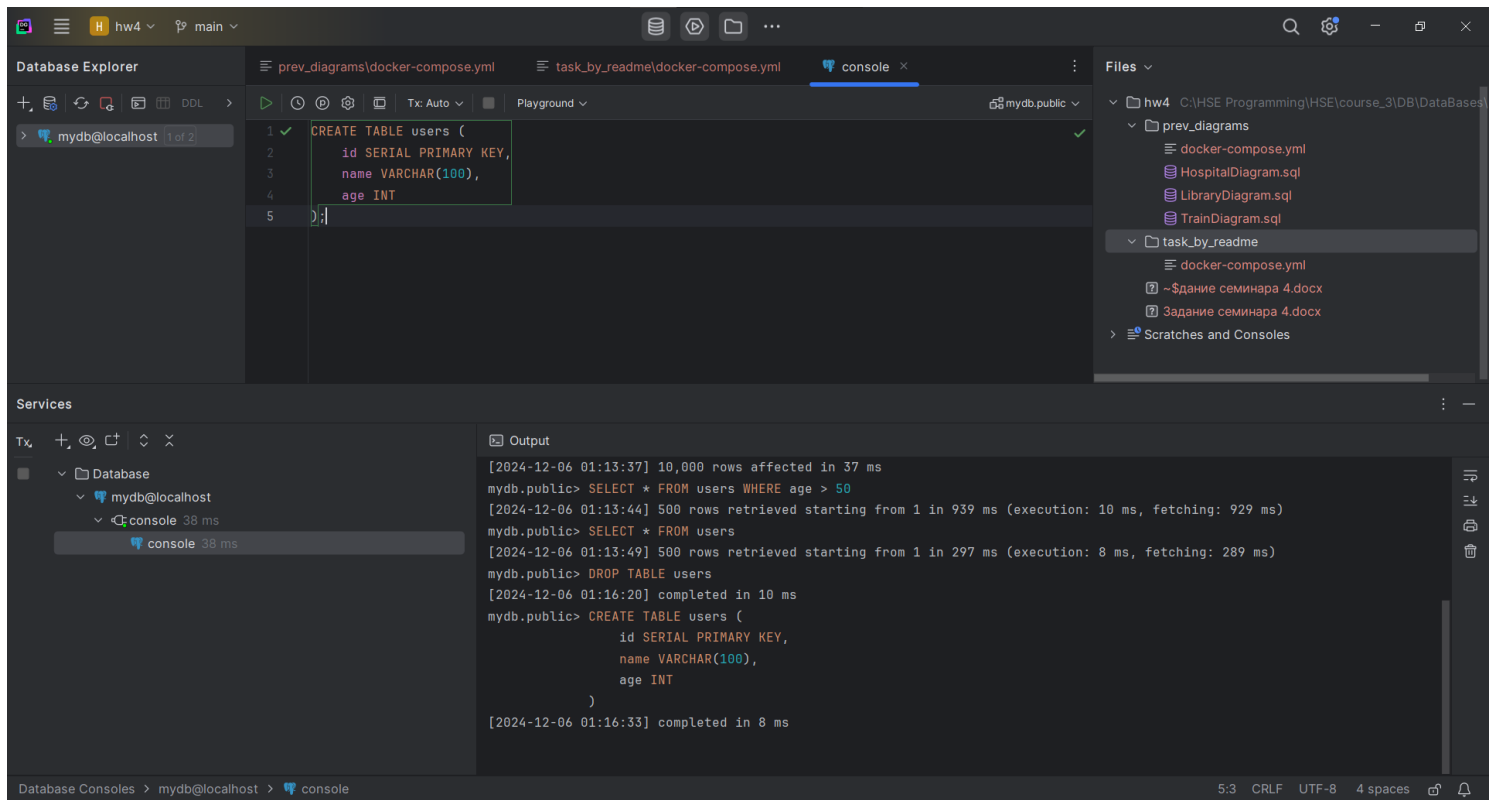 H hw4 main
Database Explorer
prev_diagrams\docker-compose.yml task_by_readme\docker-compose.yml console
Files
DDL
Tx: Auto Playground mydb.public
mydb@localhost 1 of 2
1 CREATE TABLE users (
2 id SERIAL PRIMARY KEY,
3 name VARCHAR(100),
4 age INT
5 );
hw4 C:\HSE Programming\HSE\course_3\DB\DataBases\
prev_diagrams
docker-compose.yml
HospitalDiagram.sql
LibraryDiagram.sql
TrainDiagram.sql
task_by_readme
docker-compose.yml
~$дание семинара 4.docx
Задание семинара 4.docx
Scratches and Consoles
Services
Tx
Database
mydb@localhost
console 38 ms
console 38 ms
Output
[2024-12-06 01:13:37] 10,000 rows affected in 37 ms
mydb.public> SELECT * FROM users WHERE age > 50
[2024-12-06 01:13:44] 500 rows retrieved starting from 1 in 939 ms (execution: 10 ms, fetching: 929 ms)
mydb.public> SELECT * FROM users
[2024-12-06 01:13:49] 500 rows retrieved starting from 1 in 297 ms (execution: 8 ms, fetching: 289 ms)
mydb.public> DROP TABLE users
[2024-12-06 01:16:20] completed in 10 ms
mydb.public> CREATE TABLE users (
id SERIAL PRIMARY KEY,
name VARCHAR(100),
age INT
)
[2024-12-06 01:16:33] completed in 8 ms
Database Consoles > mydb@localhost > console
5:3 CRLF UTF-8 4 spaces